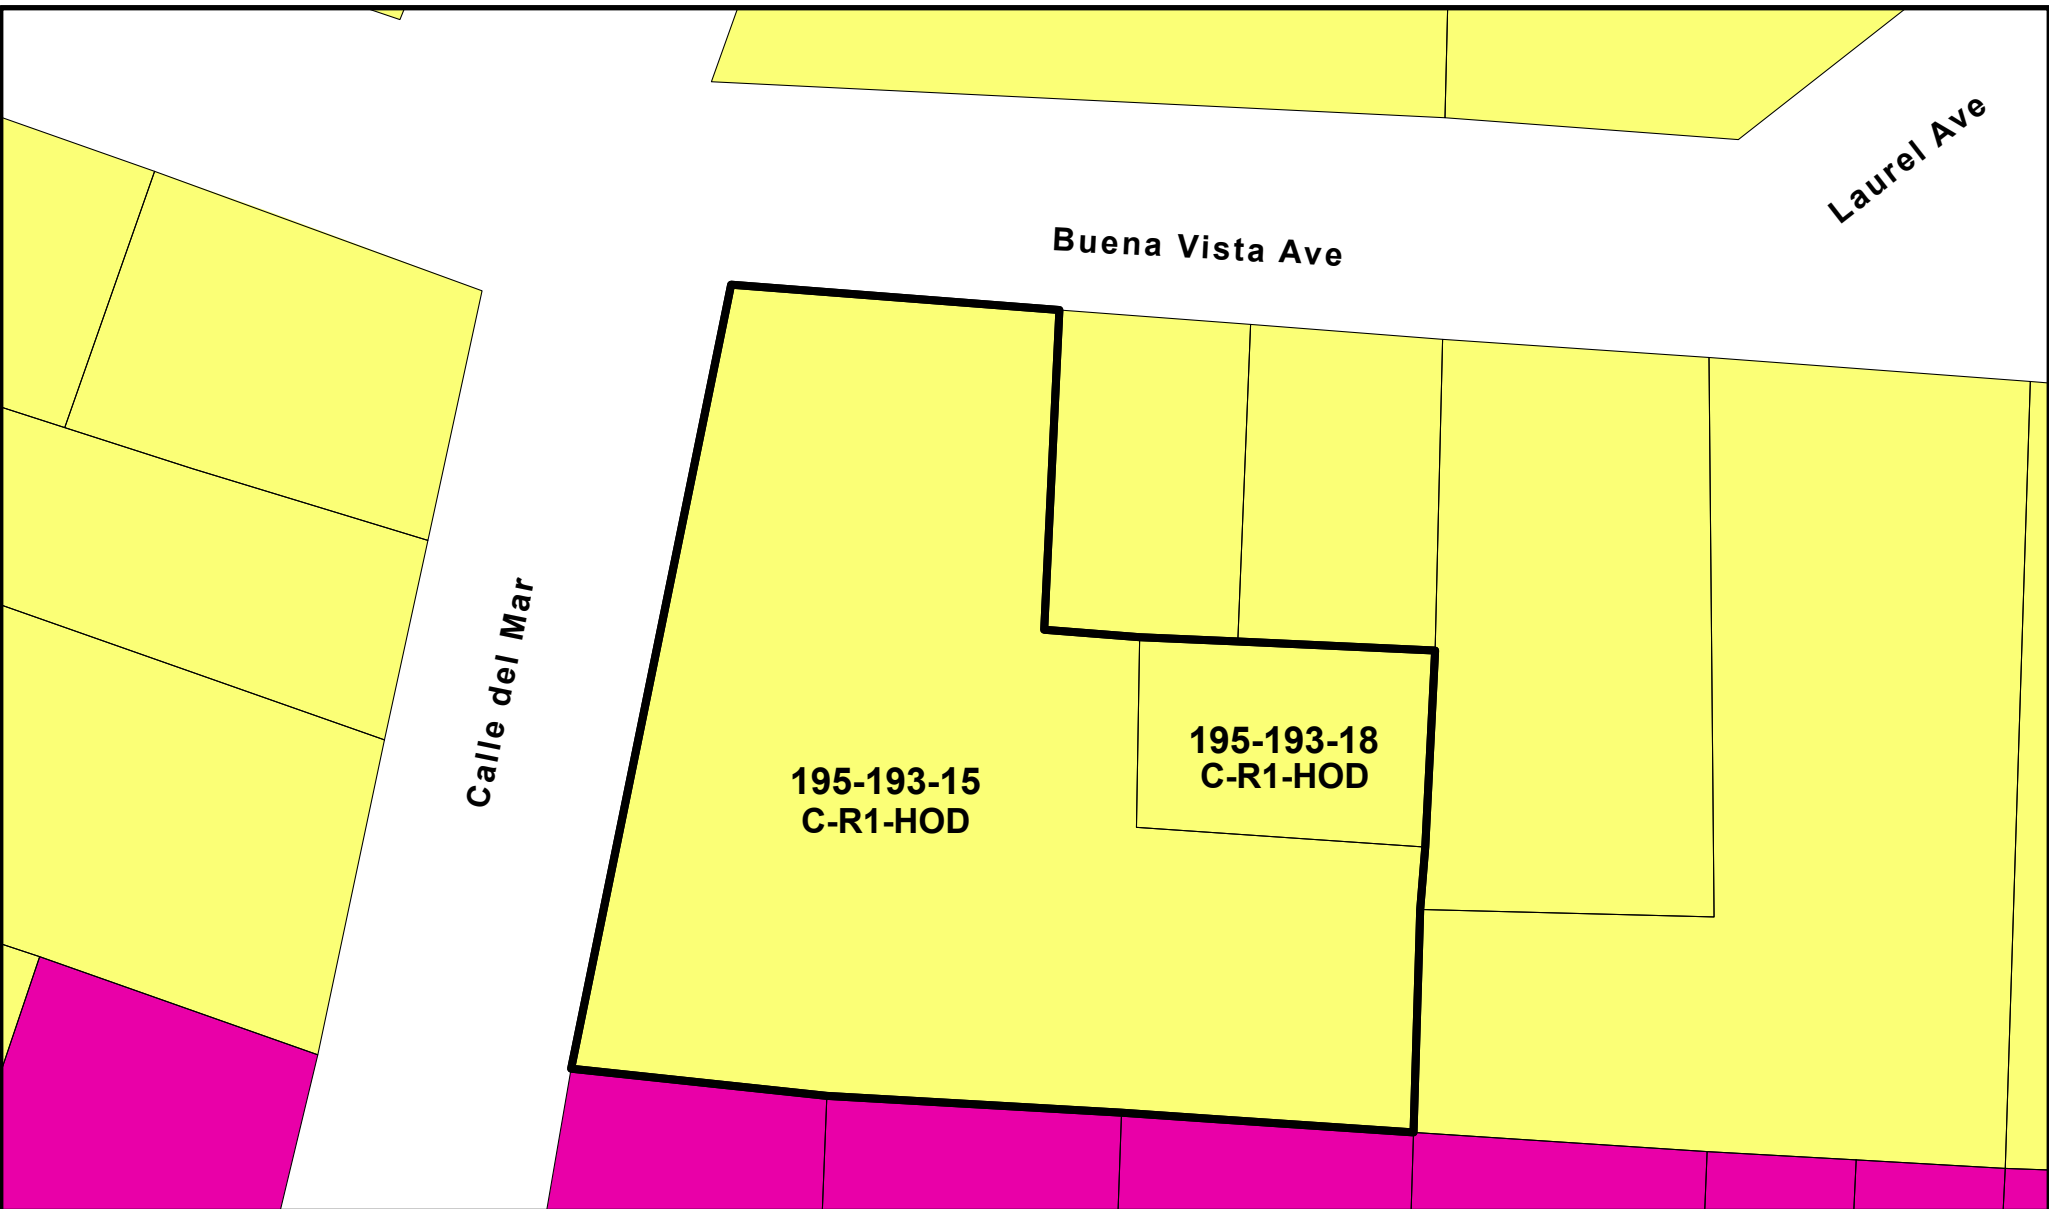 Laurel Ave
Buena Vista Ave
Calle del Mar
195-193-18
C-R1-HOD
195-193-15
C-R1-HOD